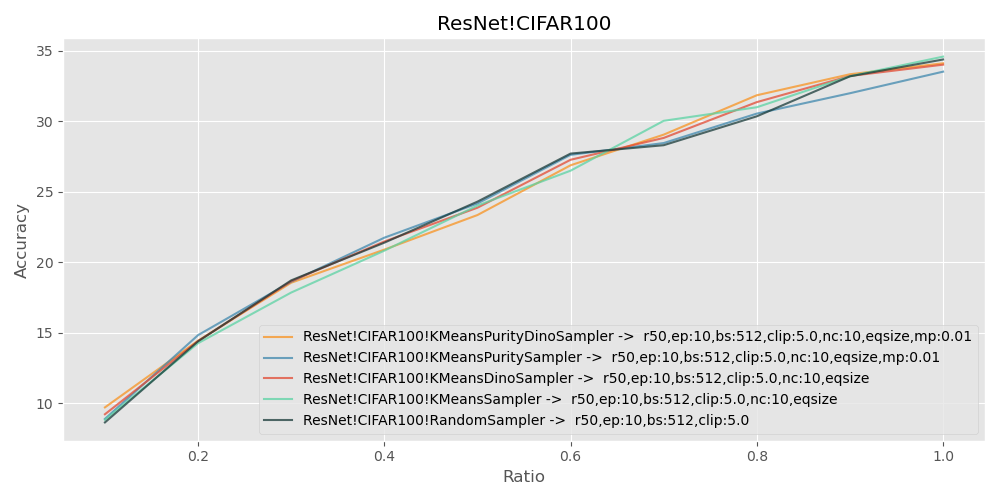 ResNet!CIFAR100
35
30
25
20
15
10
Accuracy
ResNet!CIFAR100!KMeansPurityDinoSampler -> r50,ep:10,bs:512,clip:5.0,nc:10,eqsize,mp:0.01
ResNet!CIFAR100!KMeansPuritySampler -> r50,ep:10,bs:512,clip:5.0,nc:10,eqsize,mp:0.01
ResNet!CIFAR100!KMeansDinoSampler -> r50,ep:10,bs:512,clip:5.0,nc:10,eqsize
ResNet!CIFAR100!KMeansSampler -> r50,ep:10,bs:512,clip:5.0,nc:10,eqsize
ResNet!CIFAR100!RandomSampler -> r50,ep:10,bs:512,clip:5.0
0.2 0.4 0.6 0.8 1.0
Ratio